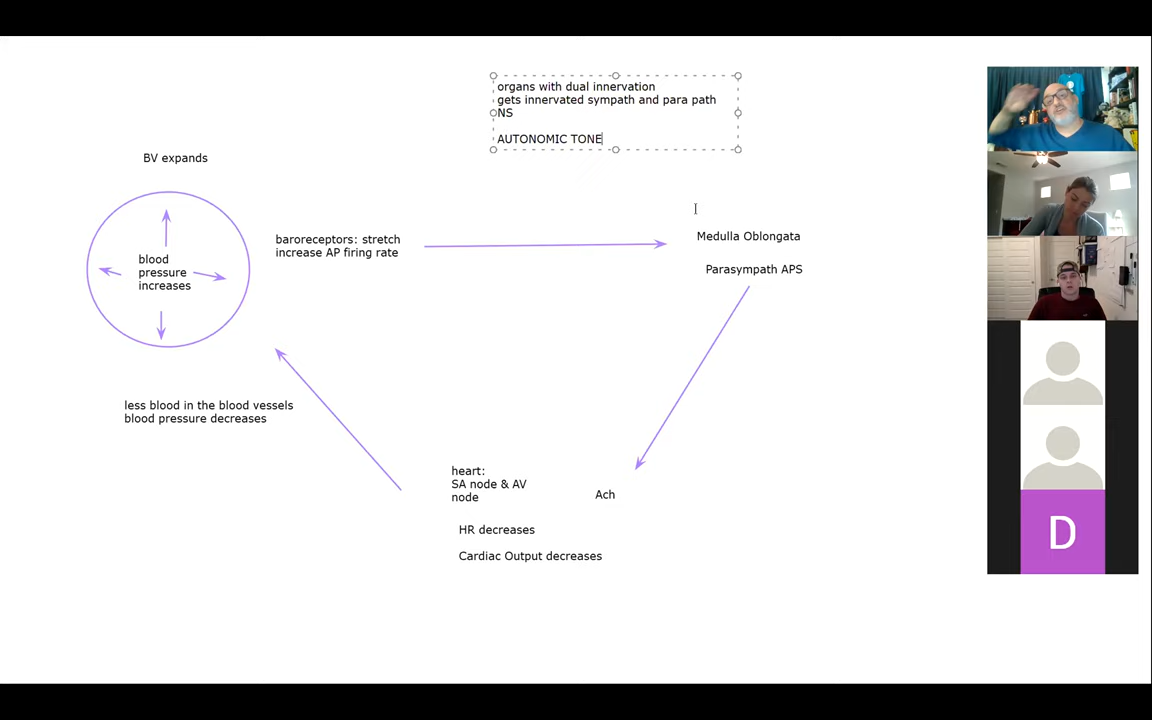 organs with dual innervation
gets innervated sympath and para path
NS
AUTONOMIC TONE
BV expands
blood
pressure
increases
baroreceptors: stretch
increase AP firing rate
Medulla Oblongata
Parasympath APS
less blood in the blood vessels
blood pressure decreases
heart:
SA node & AV
node
Ach
HR decreases
Cardiac Output decreases
D